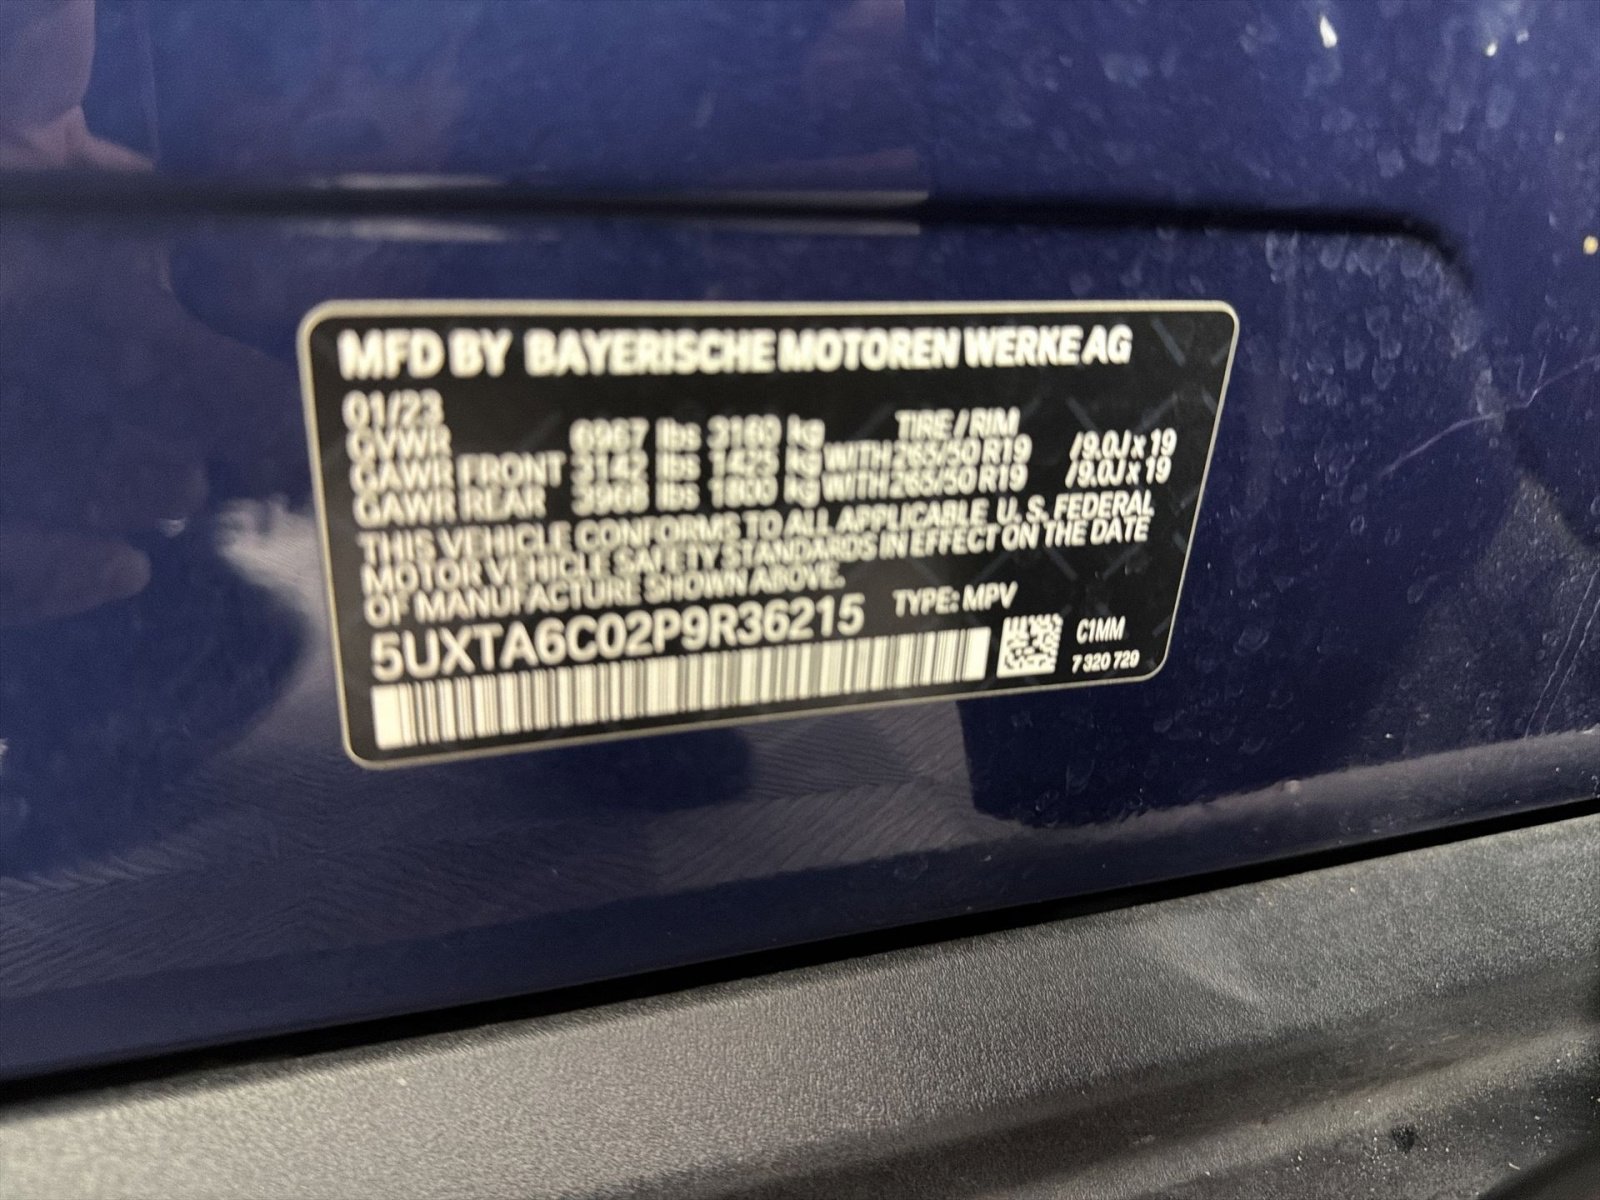 MFD BY BAYERISCHE MOTOREN WERKE AG
01/23
GVWR 6967 lbs 3160 kg TIRE / RIM
GAWR FRONT 3142 lbs 1425 kg WITH 265/50 R19 /9.0J x 19
GAWR REAR 3968 lbs 1800 kg WITH 265/50 R19 /9.0J x 19
THIS VEHICLE CONFORMS TO ALL APPLICABLE U. S. FEDERAL
MOTOR VEHICLE SAFETY STANDARDS IN EFFECT ON THE DATE
OF MANUFACTURE SHOWN ABOVE.
5UXTA6C02P9R36215 TYPE: MPV
C1MM
7 320 729